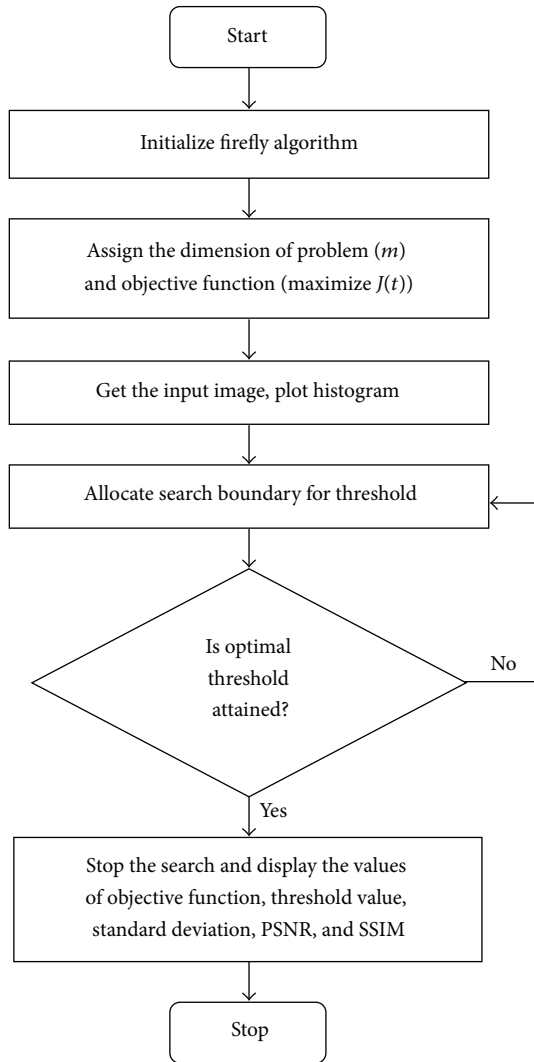 Start
Initialize firefly algorithm
Assign the dimension of problem (m)
and objective function (maximize J(t))
Get the input image, plot histogram
Allocate search boundary for threshold
Is optimal
threshold
attained?
No
Yes
Stop the search and display the values
of objective function, threshold value,
standard deviation, PSNR, and SSIM
Stop